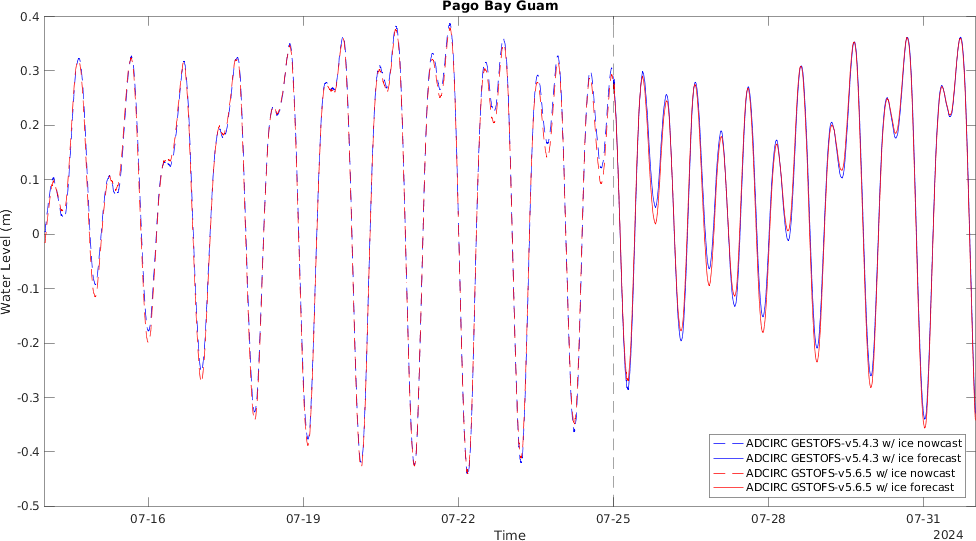 Pago Bay Guam
0.4
0.3
0.2
0.1
0
-0.1
-0.2
-0.3
-0.4
-0.5
Water Level (m)
ADCIRC GESTOFS-v5.4.3 w/ ice nowcast
ADCIRC GESTOFS-v5.4.3 w/ ice forecast
ADCIRC GSTOFS-v5.6.5 w/ ice nowcast
ADCIRC GSTOFS-v5.6.5 w/ ice forecast
07-16 07-19 07-22 07-25 07-28 07-31
Time 2024